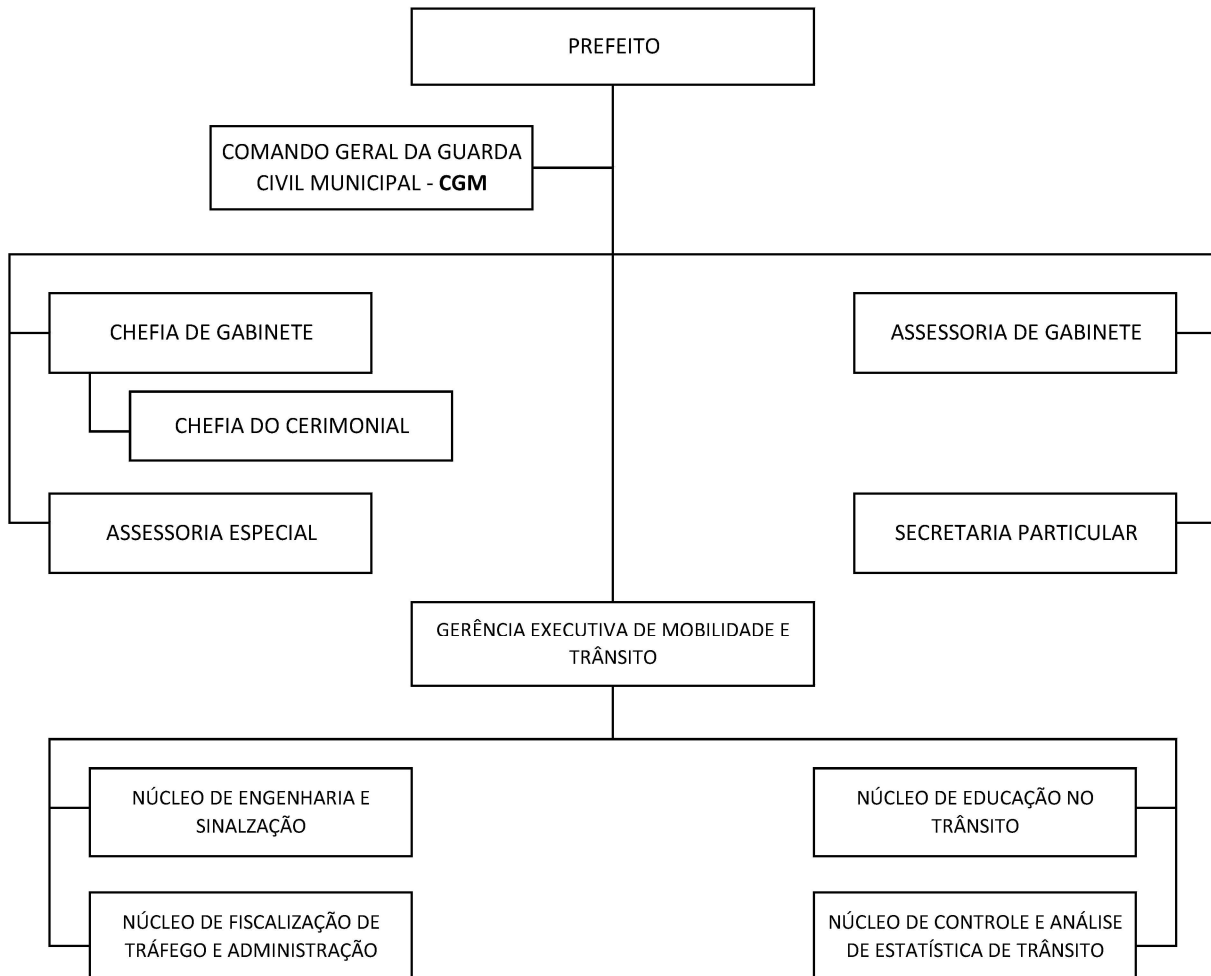 PREFEITO
COMANDO GERAL DA GUARDA
CIVIL MUNICIPAL - CGM
CHEFIA DE GABINETE
ASSESSORIA DE GABINETE
CHEFIA DO CERIMONIAL
ASSESSORIA ESPECIAL
SECRETARIA PARTICULAR
GERÊNCIA EXECUTIVA DE MOBILIDADE E
TRÂNSITO
NÚCLEO DE ENGENHARIA E
SINALZAÇÃO
NÚCLEO DE EDUCAÇÃO NO
TRÂNSITO
NÚCLEO DE FISCALIZAÇÃO DE
TRÁFEGO E ADMINISTRAÇÃO
NÚCLEO DE CONTROLE E ANÁLISE
DE ESTATÍSTICA DE TRÂNSITO